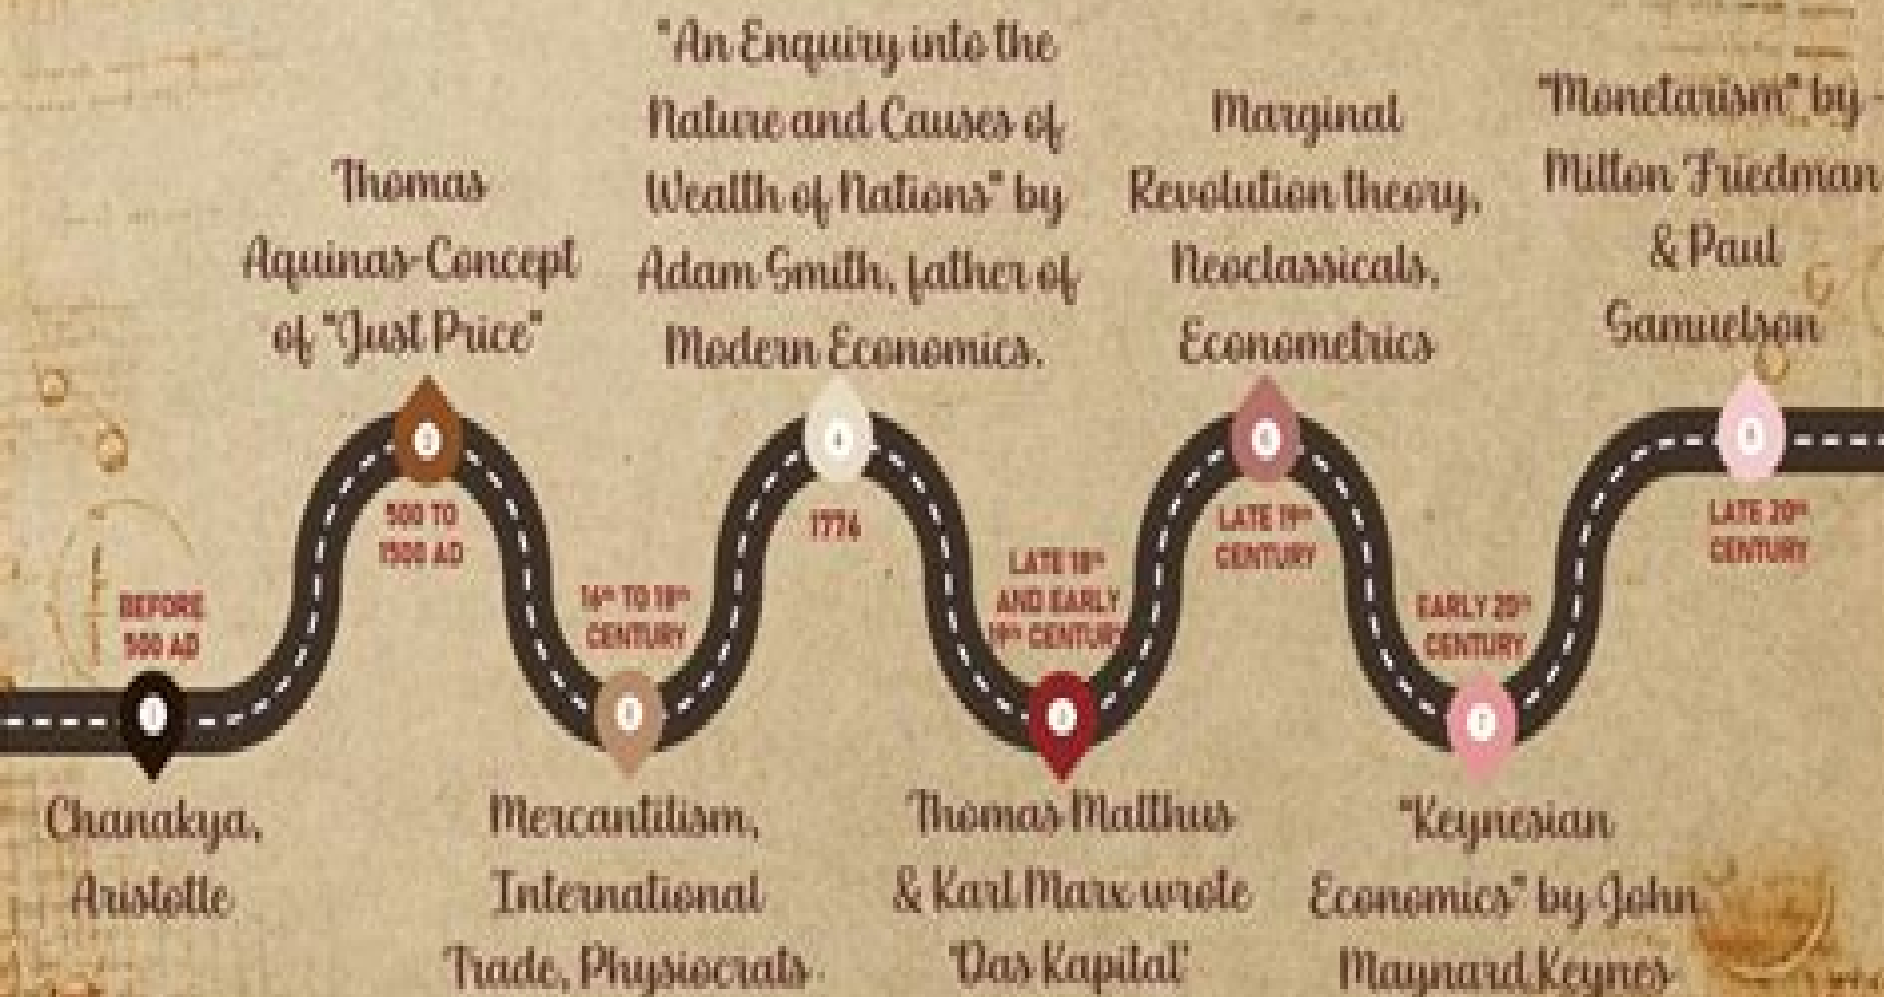 "An Enquiry into the
Nature and Causes of
Wealth of Nations" by
Adam Smith, father of
Modern Economics.
Thomas
Aquinas-Concept
of "Just Price"
Marginal
Revolution theory,
Neoclassicals,
Econometrics
"Monetarism" by -
Milton Friedman
& Paul
Samuelson
BEFORE
500 AD
500 TO
1500 AD
16th TO 18th
CENTURY
1776
LATE 18th
AND EARLY
19th CENTURY
LATE 19th
CENTURY
EARLY 20th
CENTURY
LATE 20th
CENTURY
Chanakya,
Aristotle
Mercantilism,
International
Trade, Physiocrats
Thomas Malthus
& Karl Marx wrote
'Das Kapital'
"Keynesian
Economics" by John
Maynard Keynes